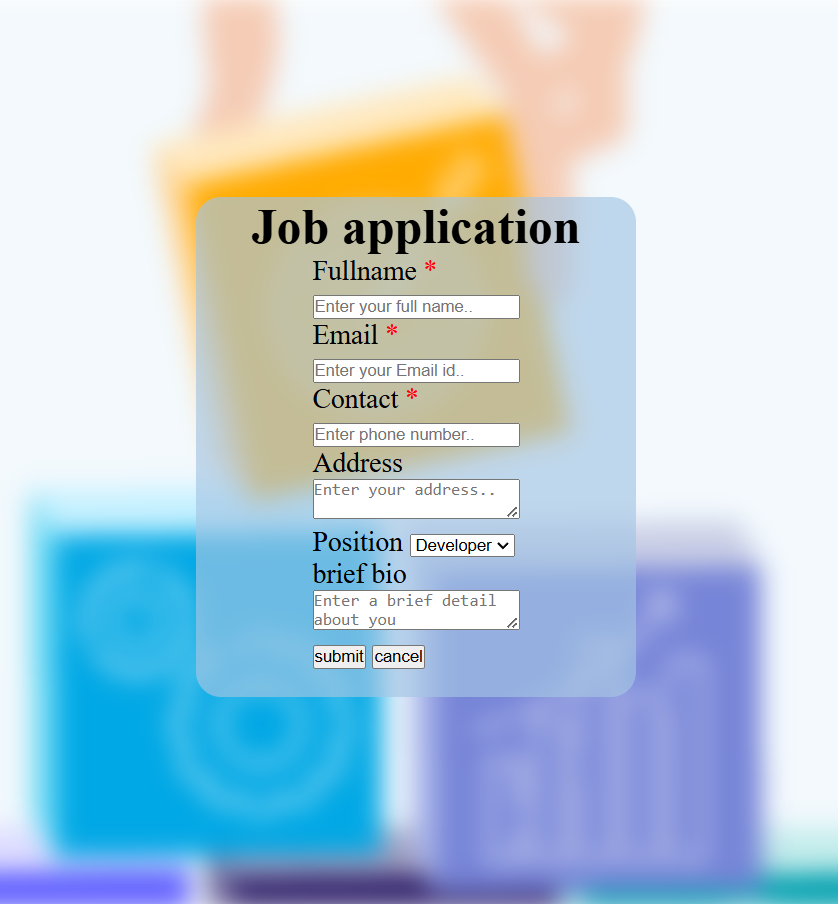 Job application
Fullname *
Enter your full name..
Email *
Enter your Email id..
Contact *
Enter phone number..
Address
Enter your address..
Position Developer
brief bio
Enter a brief detail
about you
submit cancel